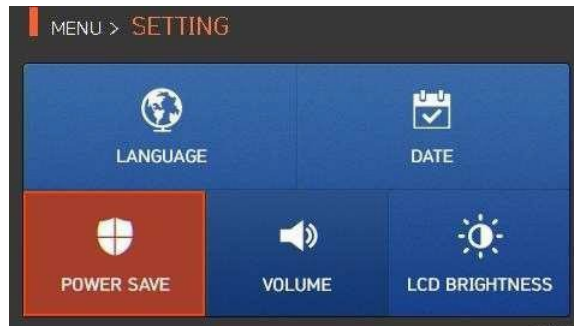 MENU > SETTING
LANGUAGE
DATE
POWER SAVE
VOLUME
LCD BRIGHTNESS